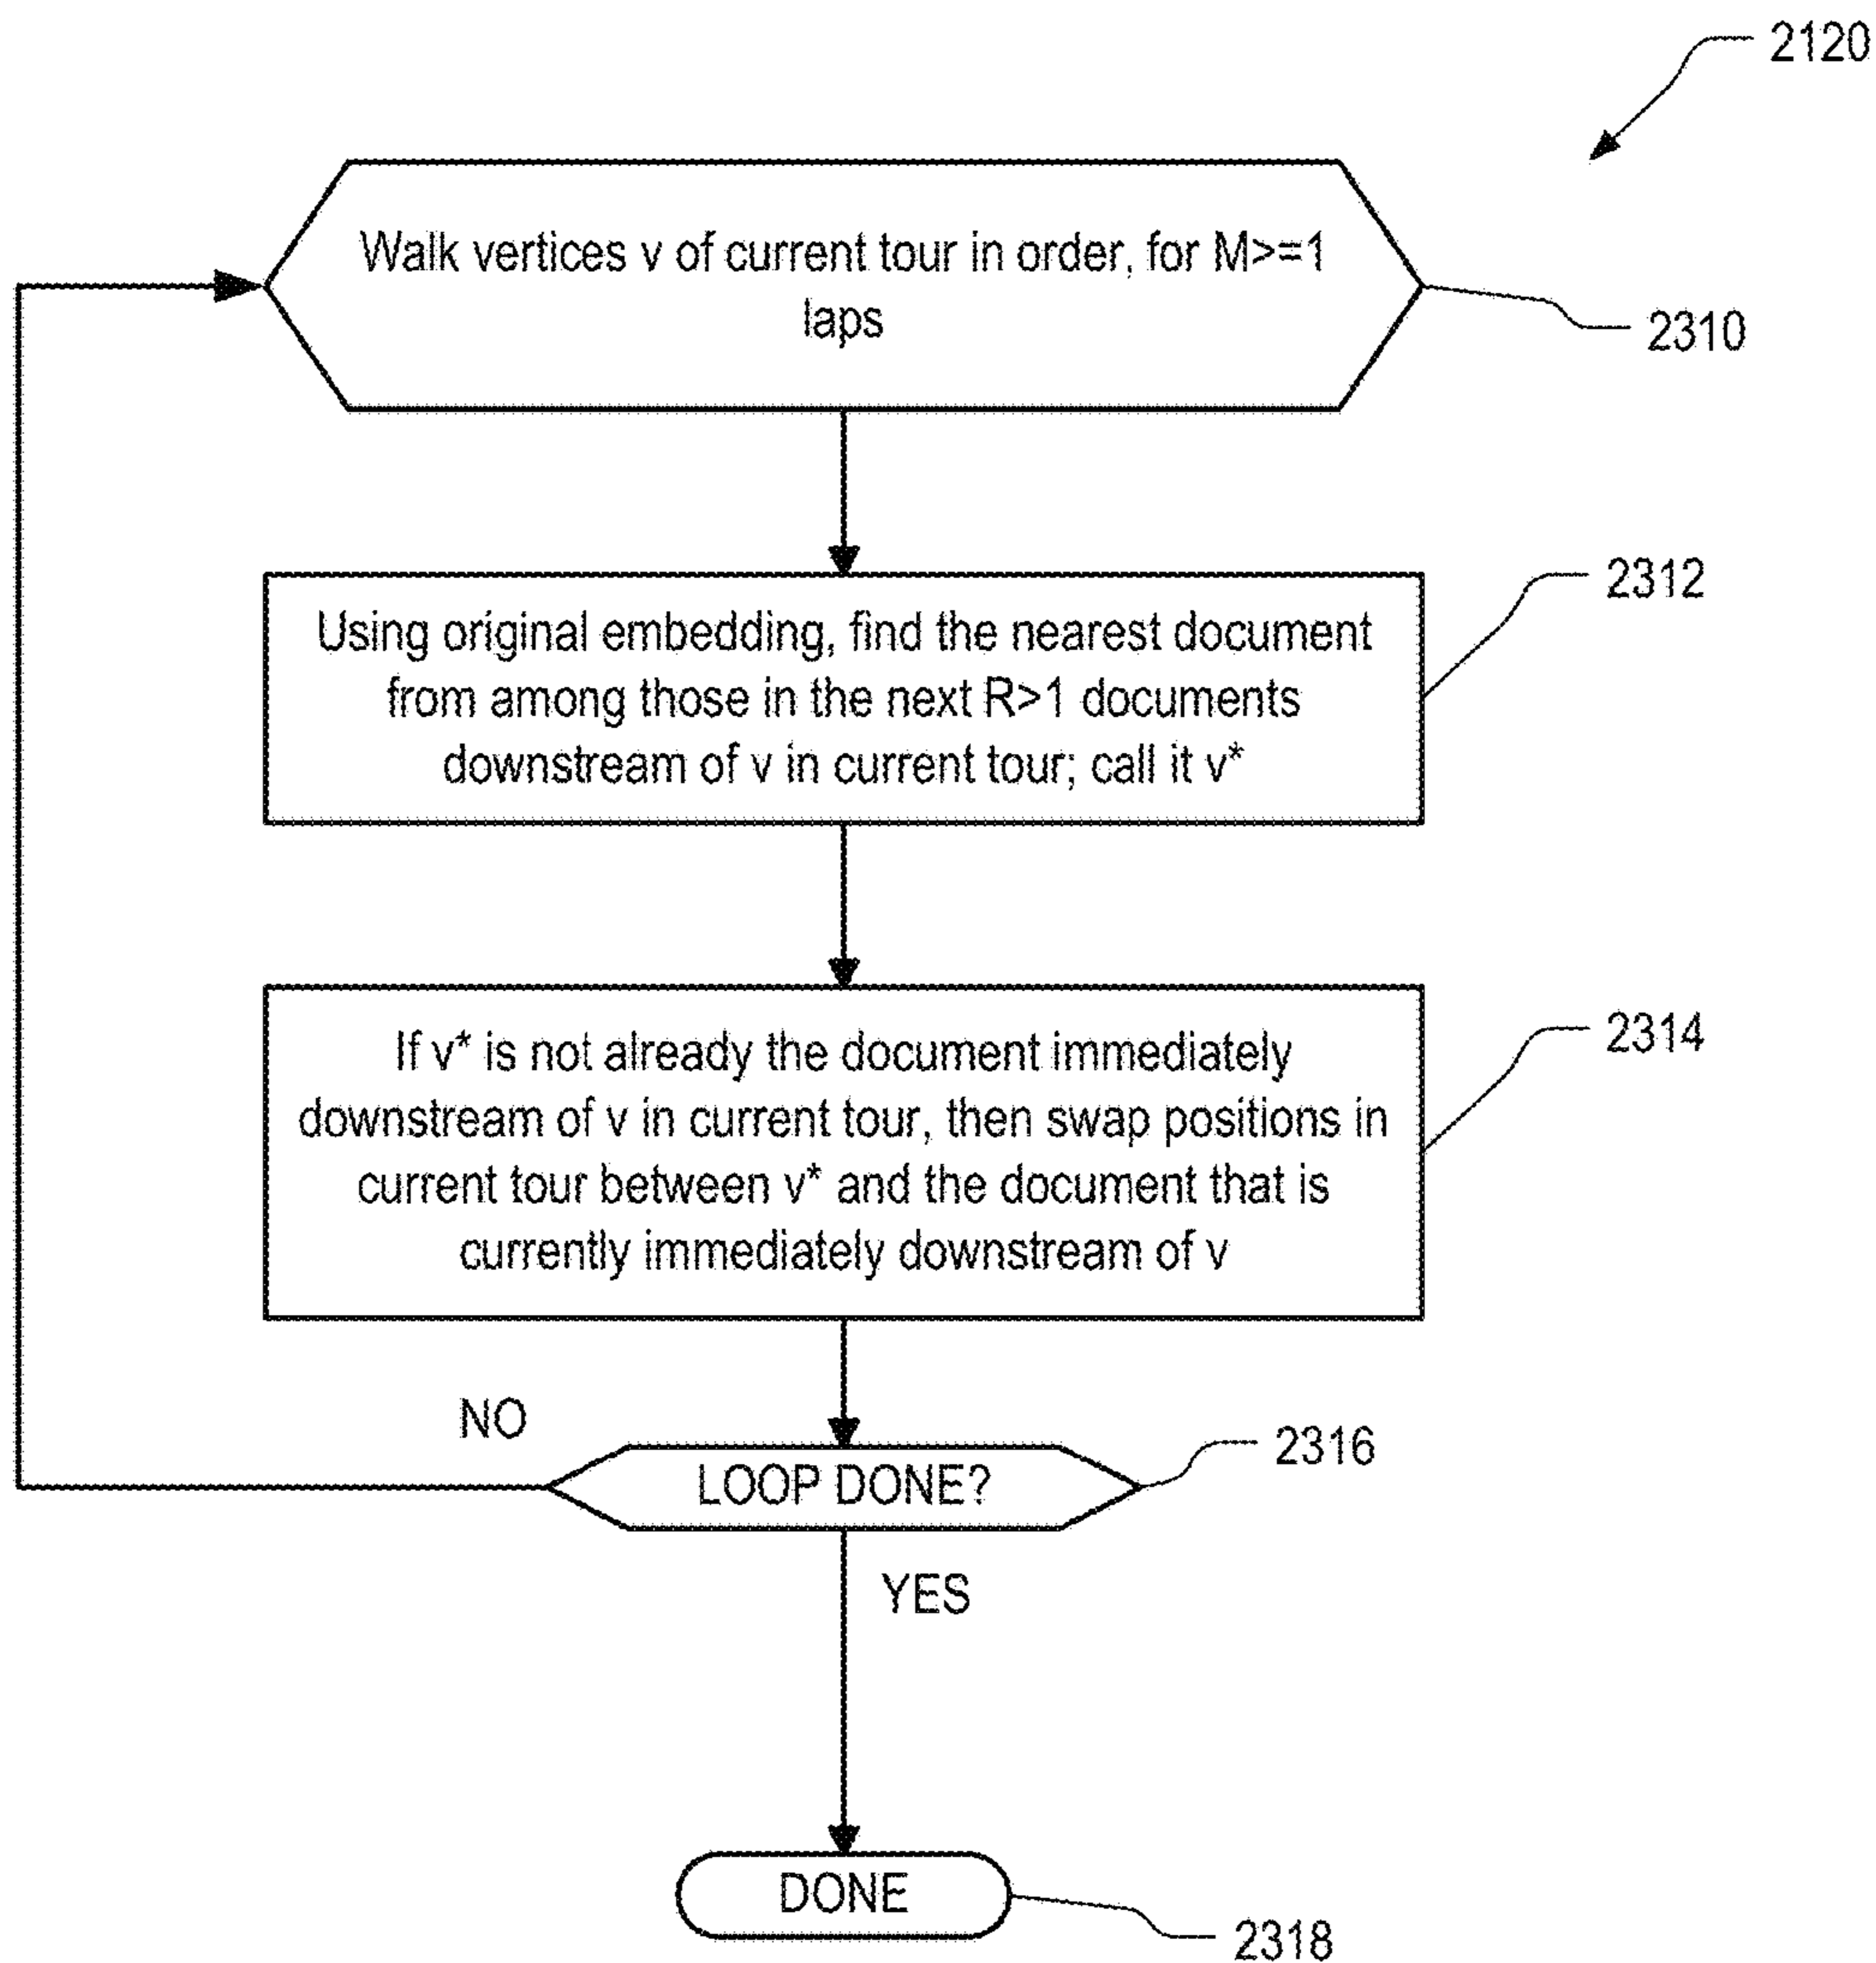 2120
Walk vertices v of current tour in order, for M>=1
laps
2310
2312
Using original embedding, find the nearest document
from among those in the next R>1 documents
downstream of v in current tour; call it v*
2314
If v* is not already the document immediately
downstream of v in current tour, then swap positions in
current tour between v* and the document that is
currently immediately downstream of v
NO
2316
LOOP DONE?
YES
DONE
2318